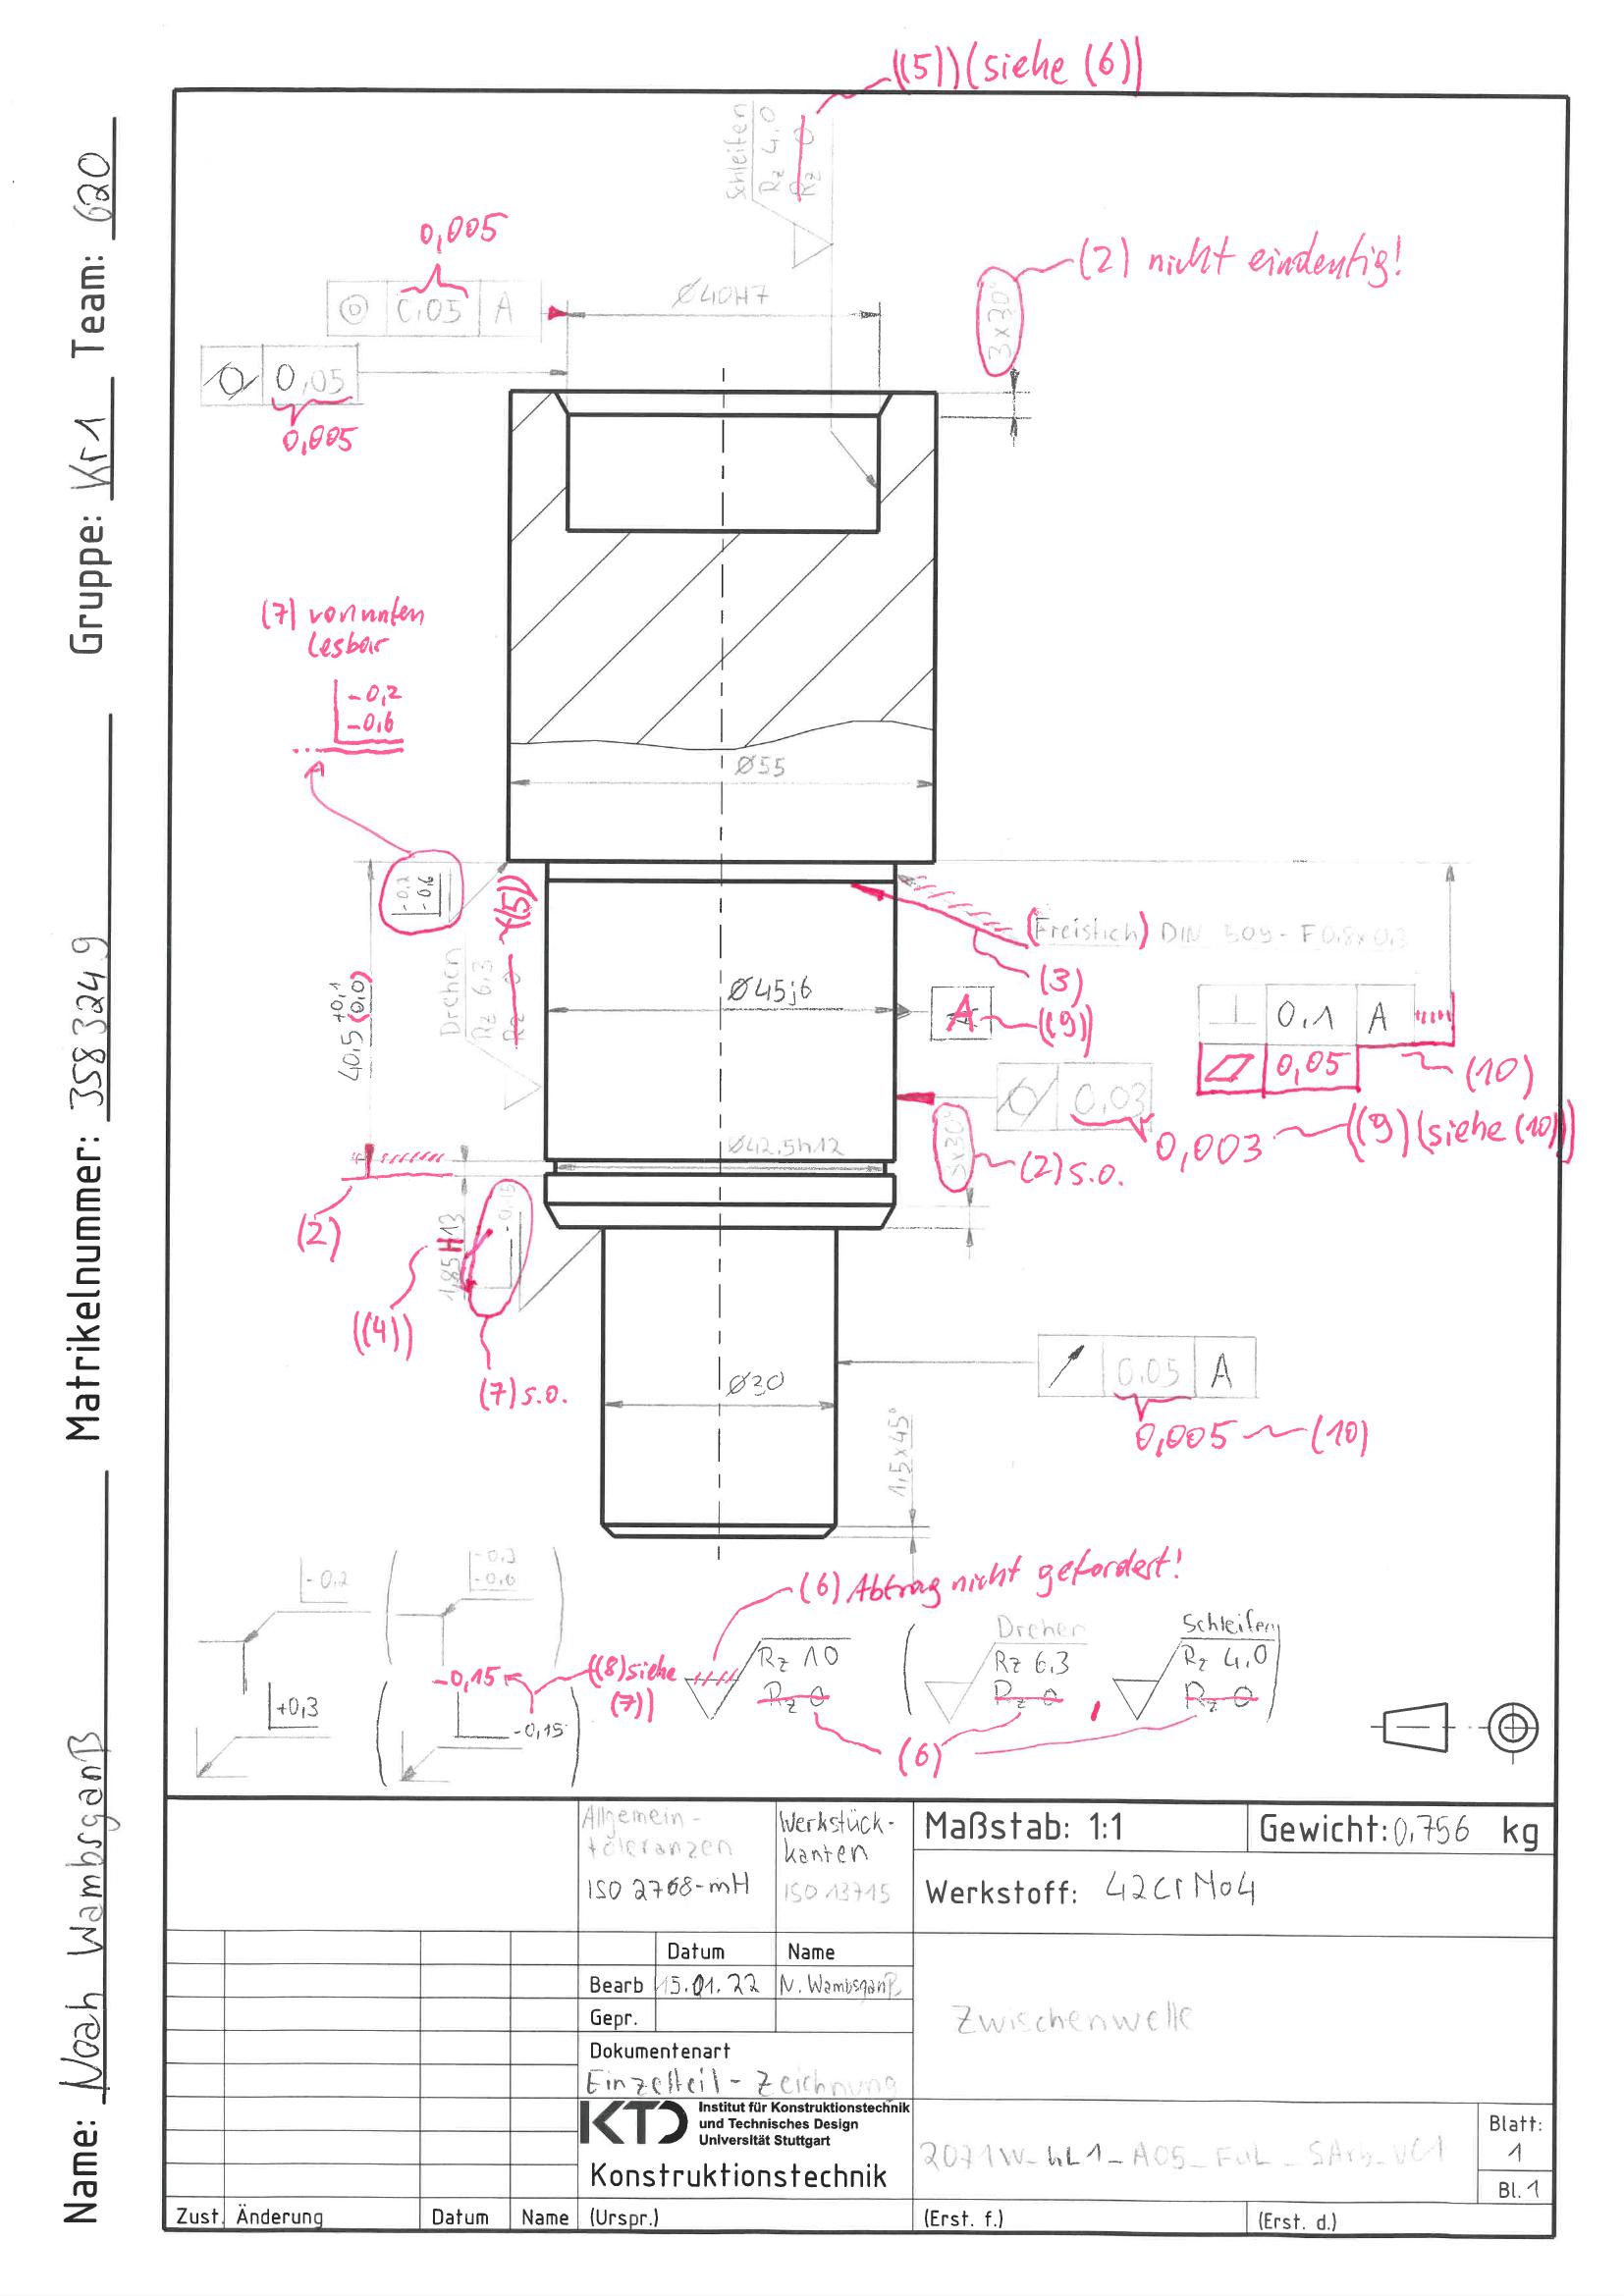 ((5)) (siehe (6))
Schleifen
Rz 4,0
Rz 0
0,005
◎ 0,05 A
Ø40H7
3x30°
(2) nicht eindeutig!
0,05
0,005
(7) von unten
lesbar
-0,2
-0,6
Ø55
-0,2
-0,6
((5))
Drehen
Rz 6,3
Rz 0
40,5 +0,1
(0,0)
(Freistich) DIN 509 - F 0,8x0,3
(3)
Ø45j6
A
((9))
⊥ 0,1 A
0,05
(10)
0,03
0,003
((9) (siehe (10))
Ø42,5h12
3x30°
(2) s.o.
(2)
1,85H13
-0,15
((4))
(7) s.o.
Ø30
0,05 A
0,005
(10)
1,5x45°
(6) Abtrag nicht gefordert!
-0,2
-0,6
+0,3
-0,15
-0,15
((8) siehe
(7))
Rz 10
Rz 0
Drehen
Rz 6,3
Rz 0
,
Schleifen
Rz 4,0
Rz 0
(6)
Name: Noah Wambsganß Matrikelnummer: 3583249 Gruppe: Kr1 Team: 620
Allgemein-
toleranzen
ISO 2768-mH
Werkstück-
kanten
ISO 13715
Maßstab: 1:1
Gewicht: 0,756 kg
Werkstoff: 42CrMo4
Datum Name
Bearb 15.01.22 N. Wambsganß
Gepr.
Dokumentenart
Einzelteil - Zeichnung
Zwischenwelle
KTD
Institut für Konstruktionstechnik
und Technisches Design
Universität Stuttgart
Konstruktionstechnik
Blatt:
1
Bl. 1
Zust. Änderung Datum Name (Urspr.) (Erst. f.) (Erst. d.)